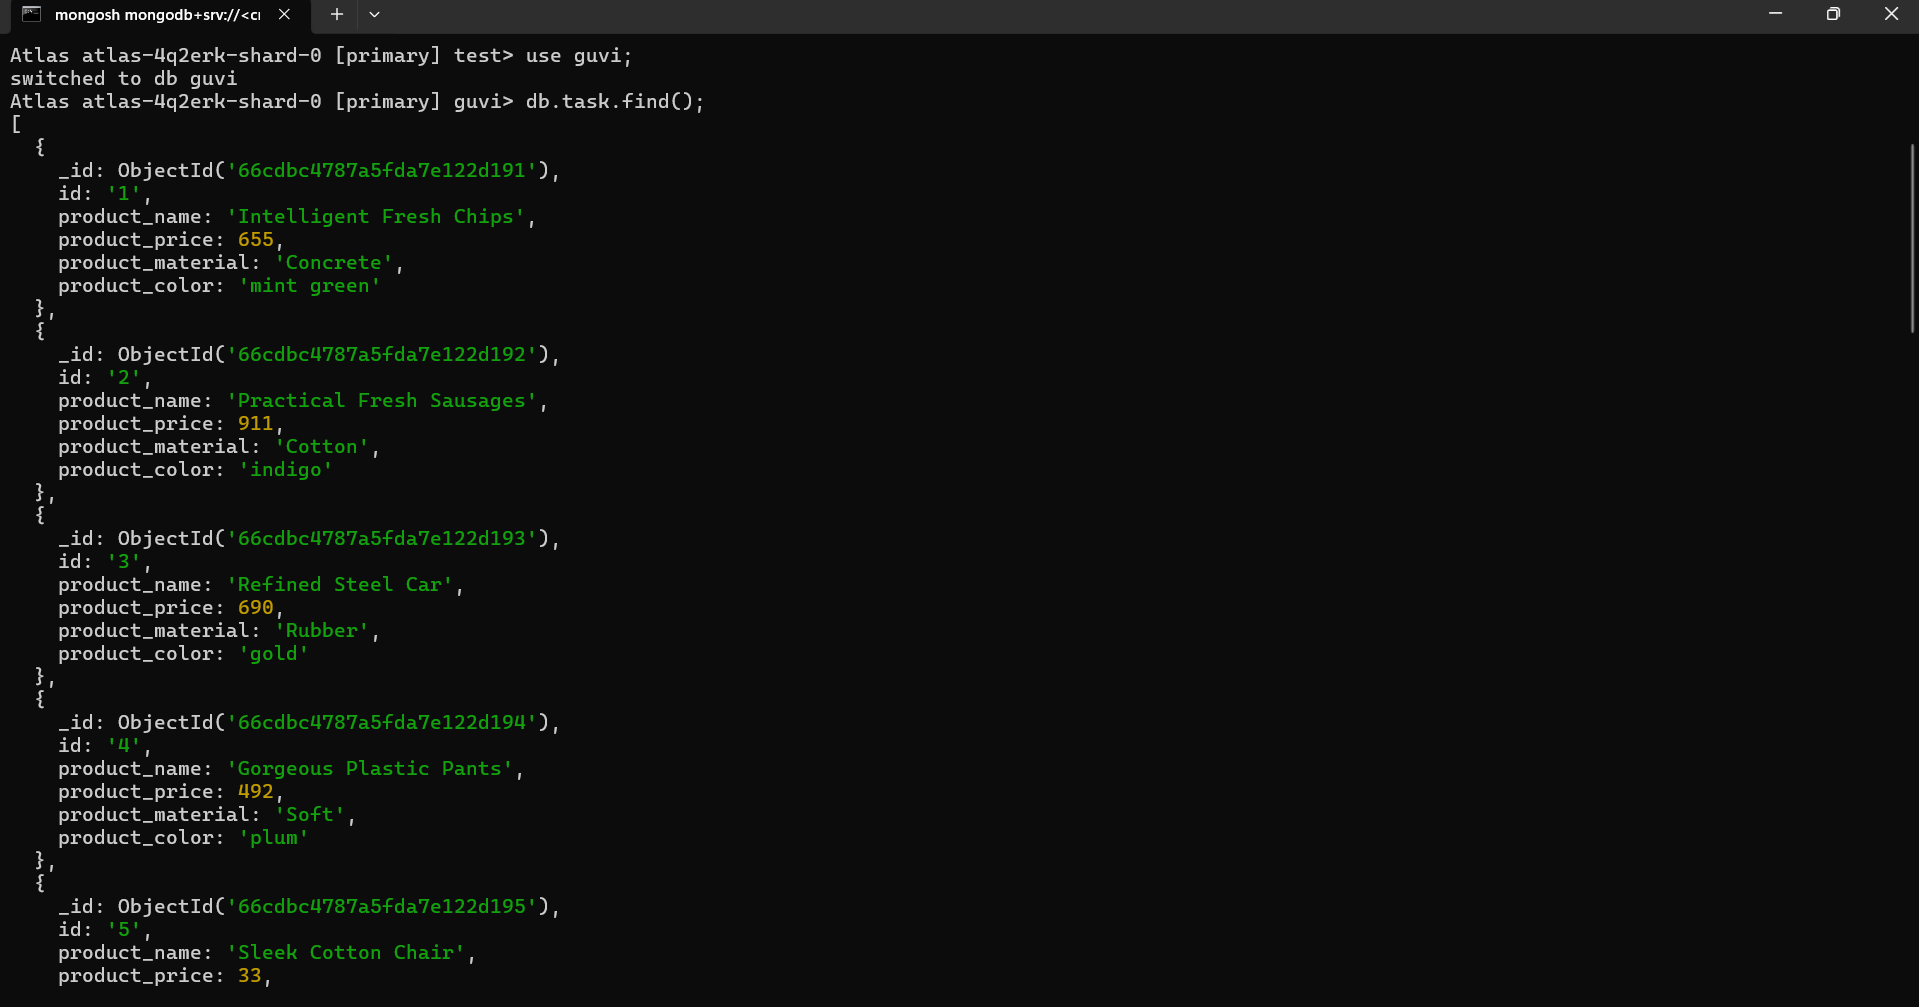 mongosh mongodb+srv://<cr
Atlas atlas-4q2erk-shard-0 [primary] test> use guvi;
switched to db guvi
Atlas atlas-4q2erk-shard-0 [primary] guvi> db.task.find();
[
  {
    _id: ObjectId('66cdbc4787a5fda7e122d191'),
    id: '1',
    product_name: 'Intelligent Fresh Chips',
    product_price: 655,
    product_material: 'Concrete',
    product_color: 'mint green'
  },
  {
    _id: ObjectId('66cdbc4787a5fda7e122d192'),
    id: '2',
    product_name: 'Practical Fresh Sausages',
    product_price: 911,
    product_material: 'Cotton',
    product_color: 'indigo'
  },
  {
    _id: ObjectId('66cdbc4787a5fda7e122d193'),
    id: '3',
    product_name: 'Refined Steel Car',
    product_price: 690,
    product_material: 'Rubber',
    product_color: 'gold'
  },
  {
    _id: ObjectId('66cdbc4787a5fda7e122d194'),
    id: '4',
    product_name: 'Gorgeous Plastic Pants',
    product_price: 492,
    product_material: 'Soft',
    product_color: 'plum'
  },
  {
    _id: ObjectId('66cdbc4787a5fda7e122d195'),
    id: '5',
    product_name: 'Sleek Cotton Chair',
    product_price: 33,